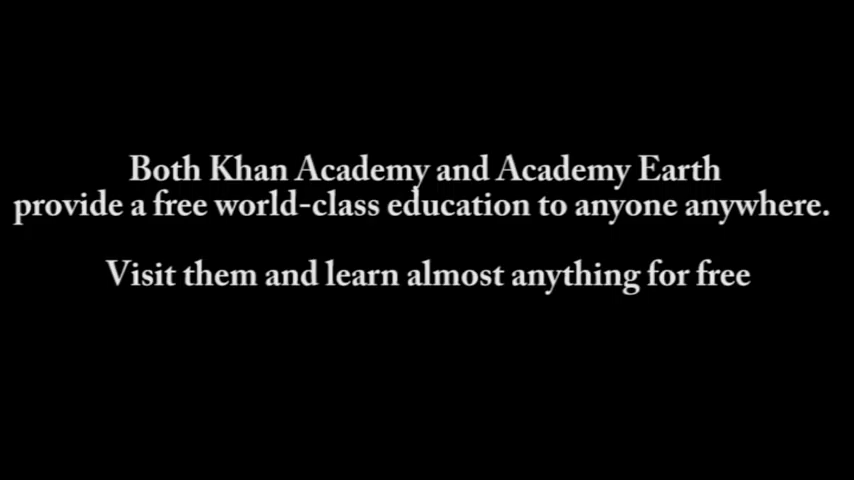 Both Khan Academy and Academy Earth
provide a free world-class education to anyone anywhere.
Visit them and learn almost anything for free